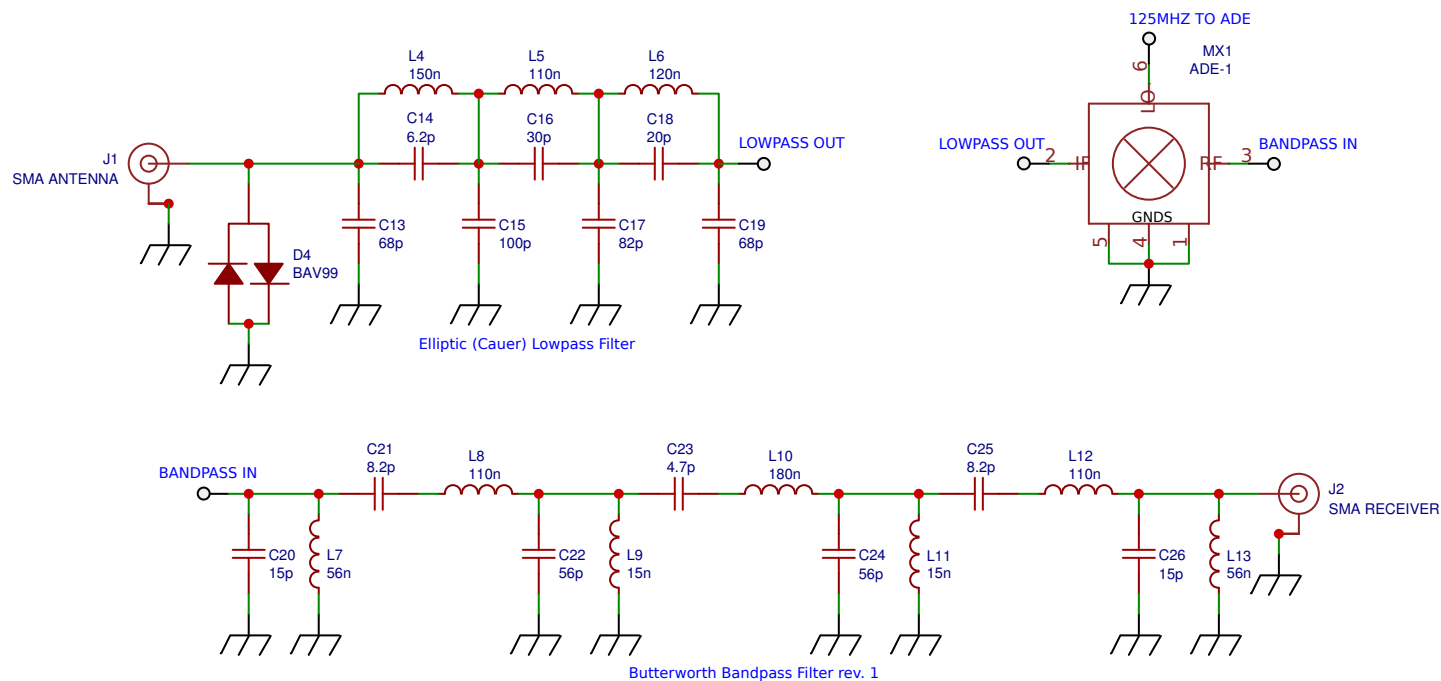 125MHZ TO ADE
MX1
ADE-1
6
LO
LOWPASS OUT
2
IF
RF
3
BANDPASS IN
GNDS
5
4
1
J1
SMA ANTENNA
D4
BAV99
L4
150n
L5
110n
L6
120n
C14
6.2p
C16
30p
C18
20p
LOWPASS OUT
C13
68p
C15
100p
C17
82p
C19
68p
Elliptic (Cauer) Lowpass Filter
BANDPASS IN
C21
8.2p
L8
110n
C23
4.7p
L10
180n
C25
8.2p
L12
110n
J2
SMA RECEIVER
C20
15p
L7
56n
C22
56p
L9
15n
C24
56p
L11
15n
C26
15p
L13
56n
Butterworth Bandpass Filter rev. 1